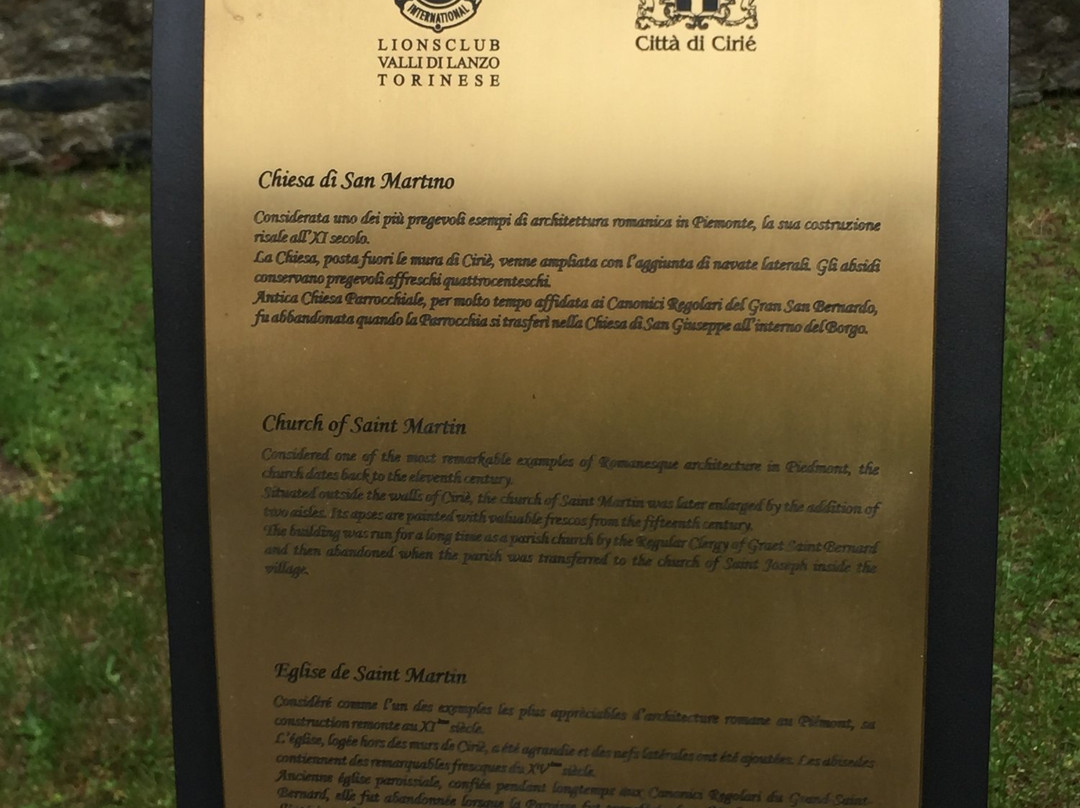 INTERNATIONAL
LIONSCLUB
VALLI DI LANZO
TORINESE
Città di Cirié
Chiesa di San Martino
Considerata uno dei più pregevoli esempi di architettura romanica in Piemonte, la sua costruzione
risale all'XI secolo.
La Chiesa, posta fuori le mura di Ciriè, venne ampliata con l'aggiunta di navate laterali. Gli absidi
conservano pregevoli affreschi quattrocenteschi.
Antica Chiesa Parrocchiale, per molto tempo affidata ai Canonici Regolari del Gran San Bernardo,
fu abbandonata quando la Parrocchia si trasferì nella Chiesa di San Giuseppe all'interno del Borgo.
Church of Saint Martin
Considered one of the most remarkable examples of Romanesque architecture in Piedmont, the
church dates back to the eleventh century.
Situated outside the walls of Ciriè, the church of Saint Martin was later enlarged by the addition of
two aisles. Its apses are painted with valuable frescos from the fifteenth century.
The building was run for a long time as a parish church by the Regular Clergy of Graet Saint Bernard
and then abandoned when the parish was transferred to the church of Saint Joseph inside the
village.
Eglise de Saint Martin
Considéré comme l'un des exemples les plus appréciables d'architecture romane au Piémont, sa
construction remonte au XIème siècle.
L'église, logée hors des murs de Ciriè, a été agrandie et des nefs latérales ont été ajoutées. Les absedes
contiennent des remarquables fresques du XVème siècle.
Ancienne église paroissiale, confiée pendant longtemps aux Canonici Regolari du Grand Saint
Bernard, elle fut abandonnée lorsque la